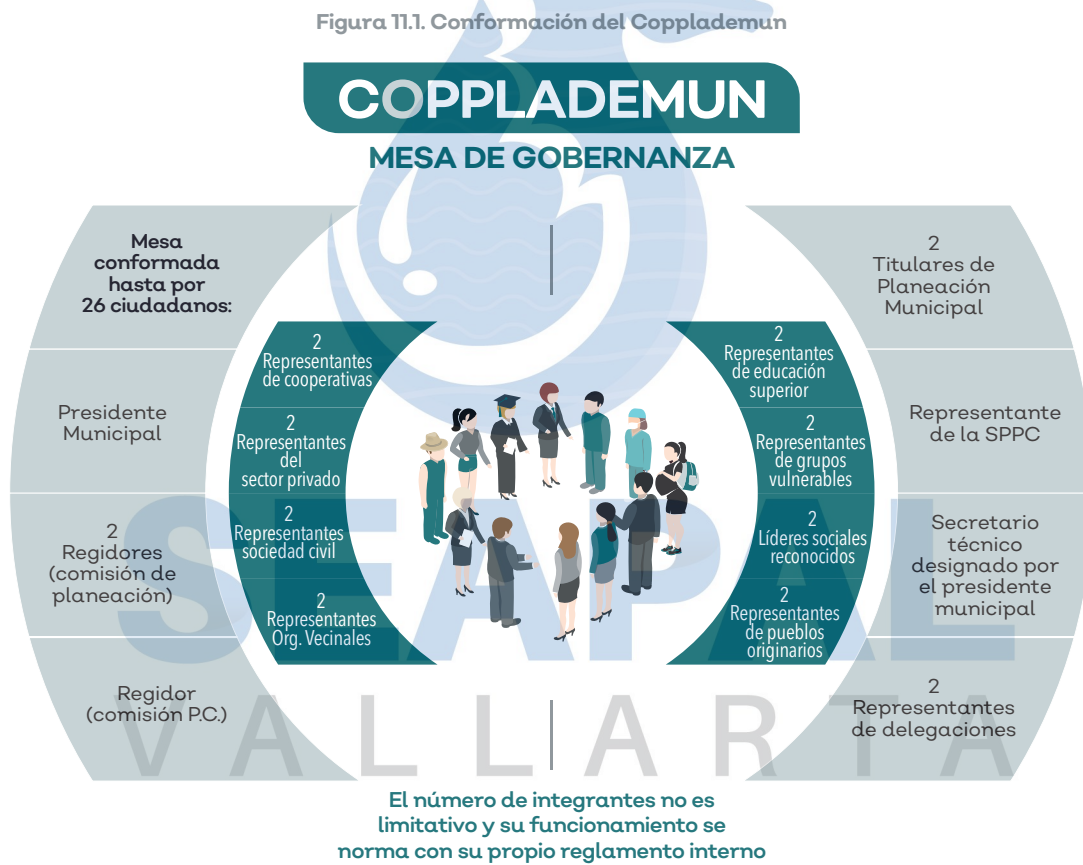 Figura 11.1. Conformación del Copplademun
COPPLADEMUN
MESA DE GOBERNANZA
Mesa
conformada
hasta por
26 ciudadanos:
Presidente
Municipal
2
Regidores
(comisión de
planeación)
Regidor
(comisión P.C.)
2
Representantes
de cooperativas
2
Representantes
del
sector privado
2
Representantes
sociedad civil
2
Representantes
Org. Vecinales
2
Representantes
de educación
superior
2
Representantes
de grupos
vulnerables
2
Líderes sociales
reconocidos
2
Representantes
de pueblos
originarios
2
Titulares de
Planeación
Municipal
Representante
de la SPPC
Secretario
técnico
designado por
el presidente
municipal
2
Representantes
de delegaciones
SEAPAL
VALLARTA
El número de integrantes no es
limitativo y su funcionamiento se
norma con su propio reglamento interno